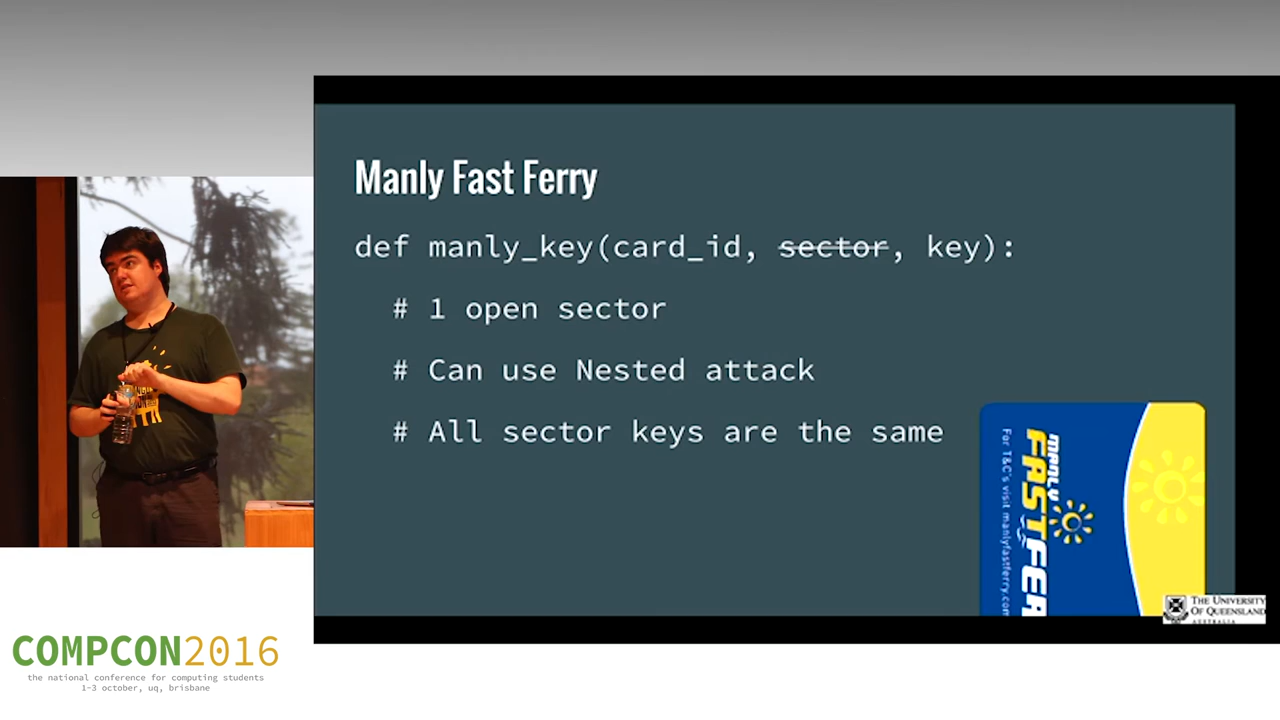 Manly Fast Ferry
def manly_key(card_id, sector, key):
# 1 open sector
# Can use Nested attack
# All sector keys are the same
MANLY
FASTFER
For T&C's visit manlyfastferry.com
THE UNIVERSITY
OF QUEENSLAND
AUSTRALIA
COMPCON2016
the national conference for computing students
1-3 october, uq, brisbane